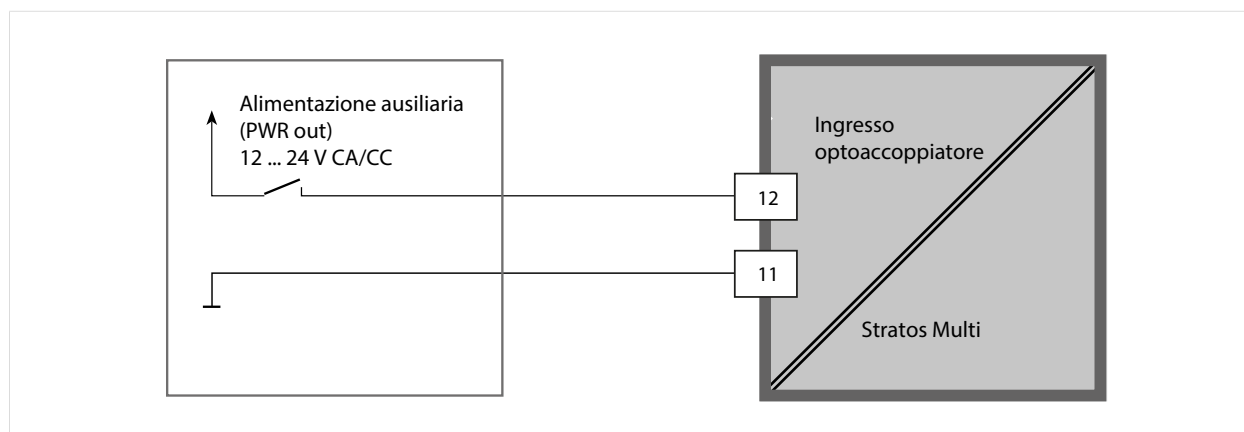 Alimentazione ausiliaria
(PWR out)
12 ... 24 V CA/CC
Ingresso
optoaccoppiatore
12
11
Stratos Multi